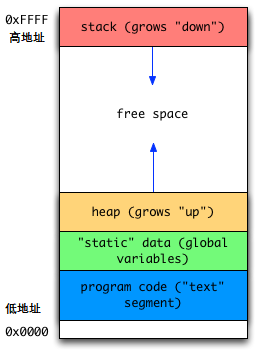 0xFFFF
高地址
stack (grows "down")
free space
heap (grows "up")
"static" data (global
variables)
program code ("text"
segment)
低地址
0x0000